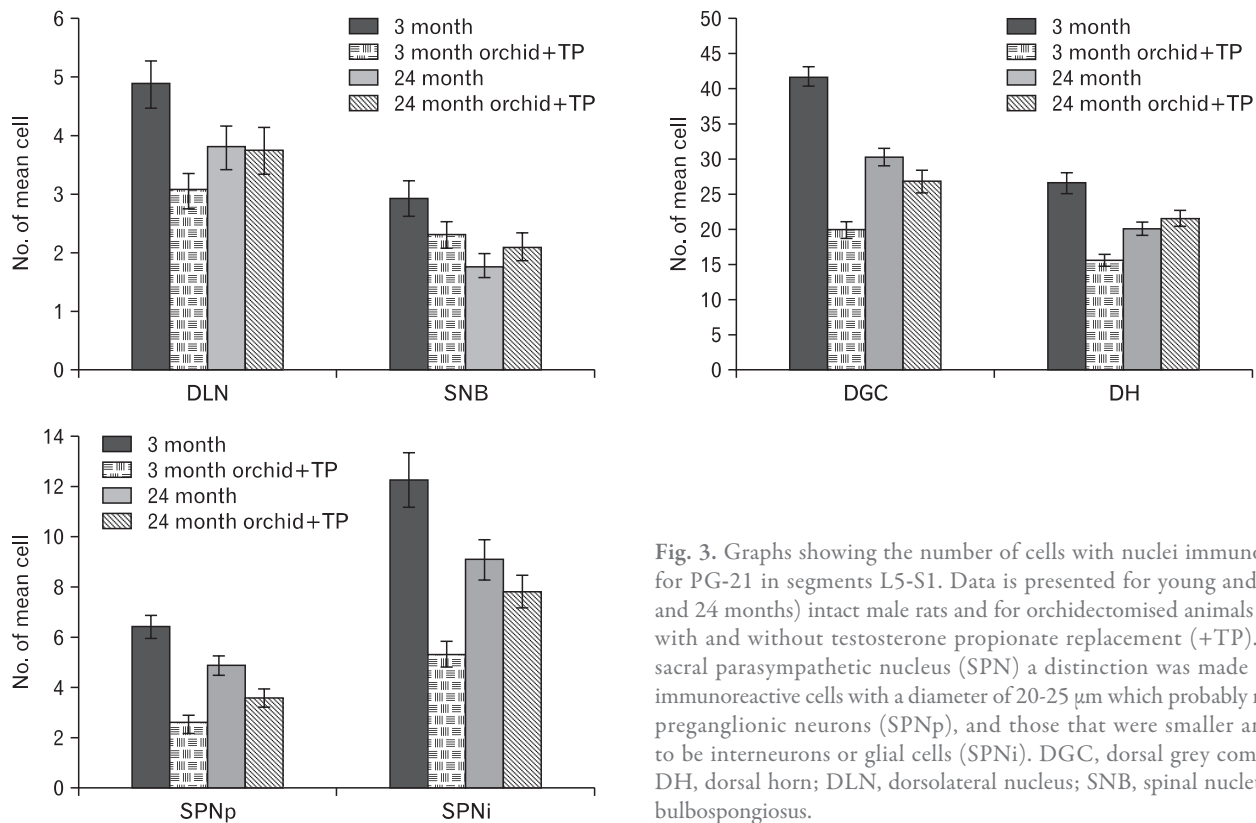 6
5
4
3
2
1
0
No. of mean cell
3 month
3 month orchid+TP
24 month
24 month orchid+TP
DLN
SNB
50
45
40
35
30
25
20
15
10
5
0
No. of mean cell
3 month
3 month orchid+TP
24 month
24 month orchid+TP
DGC
DH
14
12
10
8
6
4
2
0
No. of mean cell
3 month
3 month orchid+TP
24 month
24 month orchid+TP
SPNp
SPNi
Fig. 3. Graphs showing the number of cells with nuclei immuno
for PG-21 in segments L5-S1. Data is presented for young and
and 24 months) intact male rats and for orchidectomised animals
with and without testosterone propionate replacement (+TP).
sacral parasympathetic nucleus (SPN) a distinction was made
immunoreactive cells with a diameter of 20-25 µm which probably
preganglionic neurons (SPNp), and those that were smaller
to be interneurons or glial cells (SPNi). DGC, dorsal grey com
DH, dorsal horn; DLN, dorsolateral nucleus; SNB, spinal
bulbospongiosus.